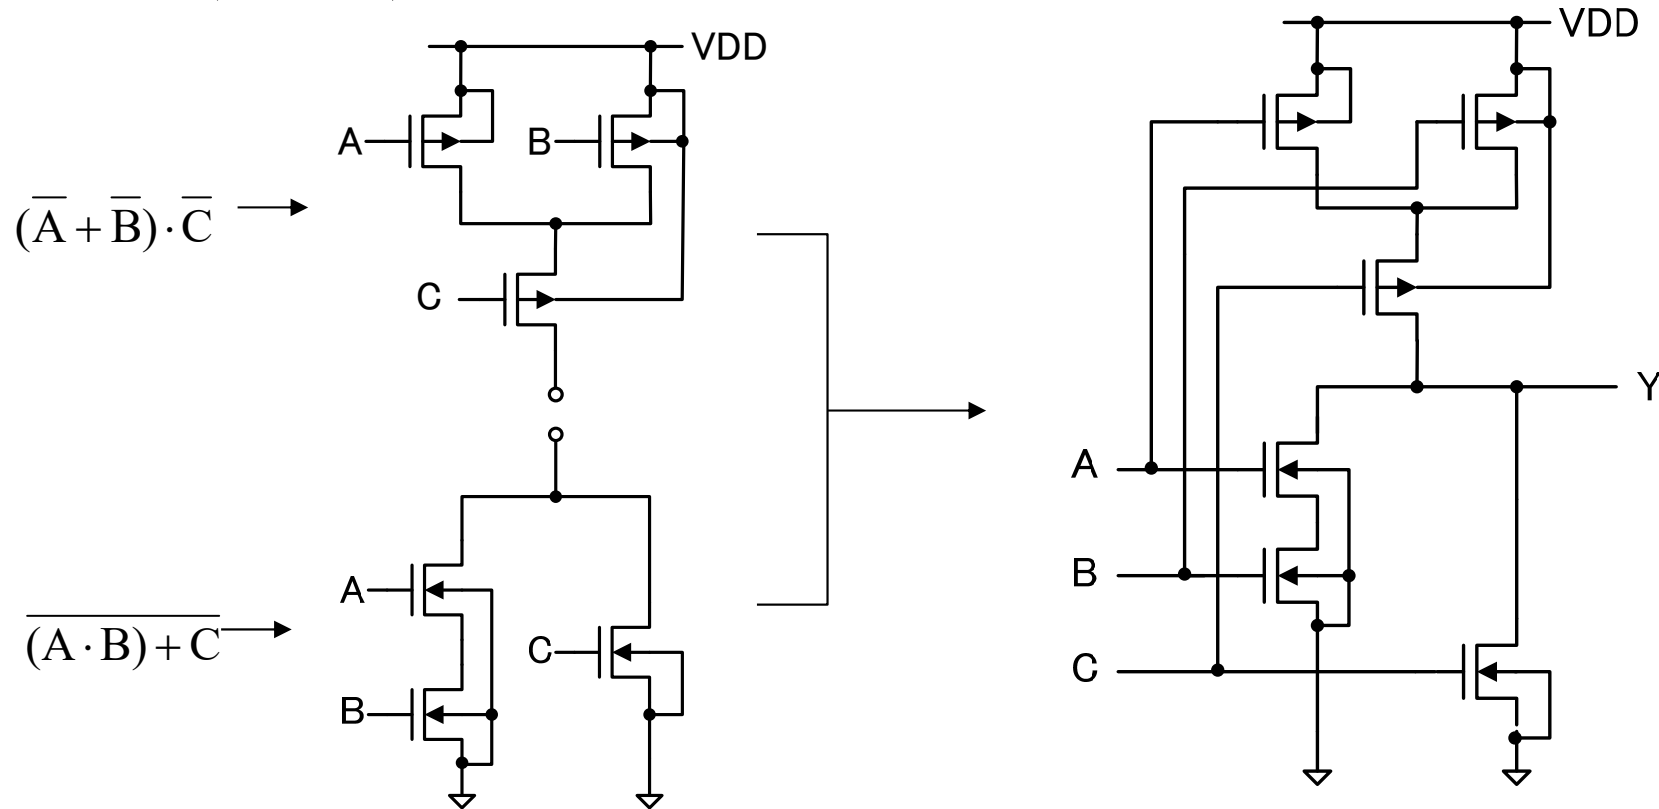 VDD
A
B
(A̅ + B̅) · C̅
C
A
B
C
(̅A̅ ̅·̅ ̅B̅)̅ ̅+̅ ̅C̅
VDD
Y
A
B
C